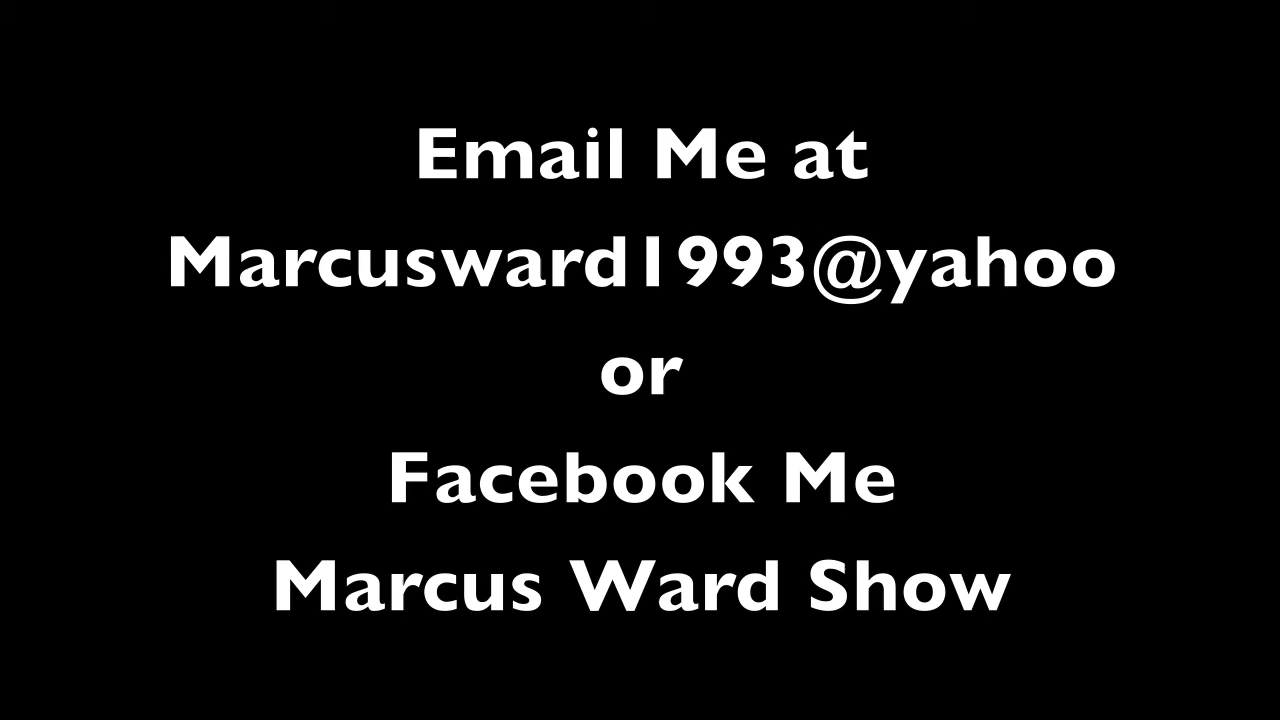 Email Me at
Marcusward1993@yahoo
or
Facebook Me
Marcus Ward Show